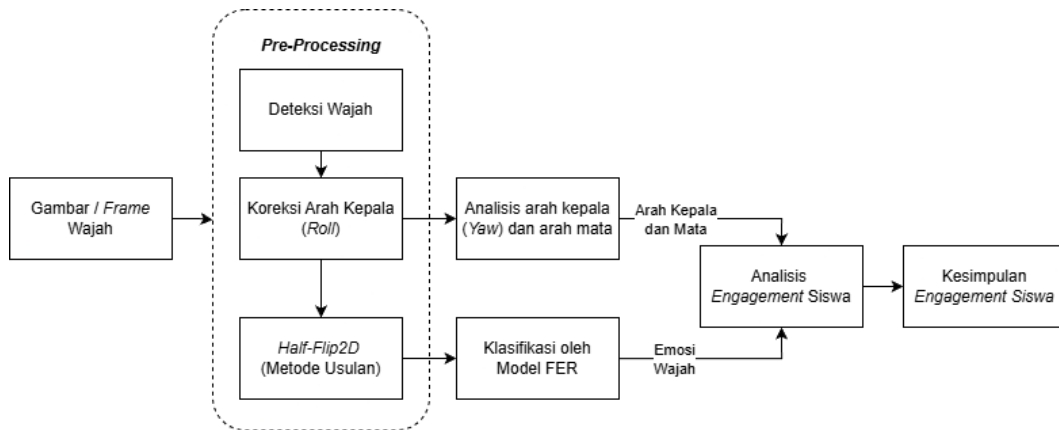 Pre-Processing
Deteksi Wajah
Gambar / Frame
Wajah
Koreksi Arah Kepala
(Roll)
Analisis arah kepala
(Yaw) dan arah mata
Arah Kepala
dan Mata
Analisis
Engagement Siswa
Kesimpulan
Engagement Siswa
Half-Flip2D
(Metode Usulan)
Klasifikasi oleh
Model FER
Emosi
Wajah